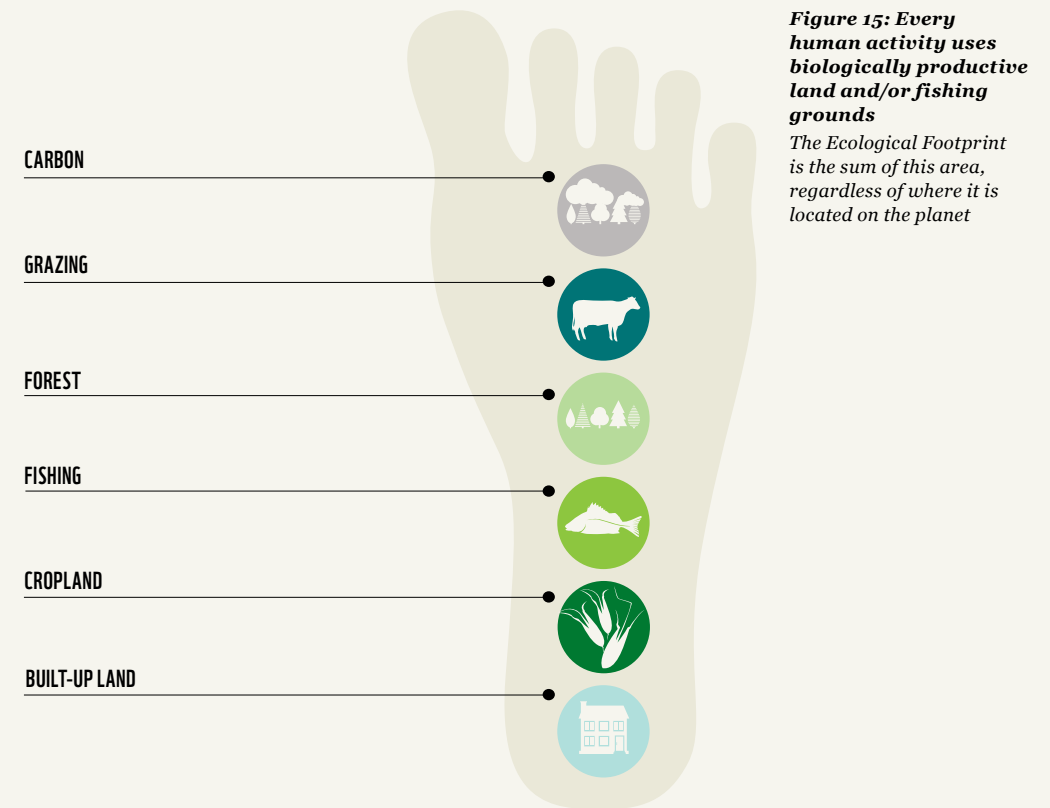 Figure 15: Every
human activity uses
biologically productive
land and/or fishing
grounds
The Ecological Footprint
is the sum of this area,
regardless of where it is
located on the planet
CARBON
GRAZING
FOREST
FISHING
CROPLAND
BUILT-UP LAND